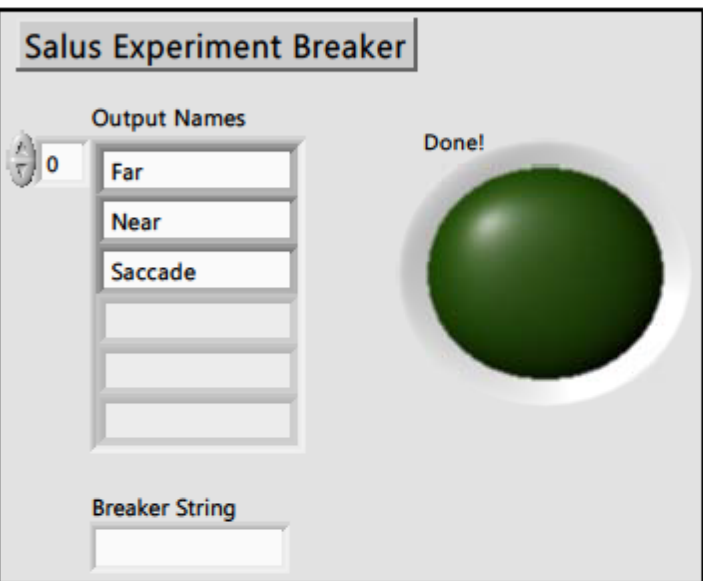 Salus Experiment Breaker
Output Names
Done!
0
Far
Near
Saccade
Breaker String